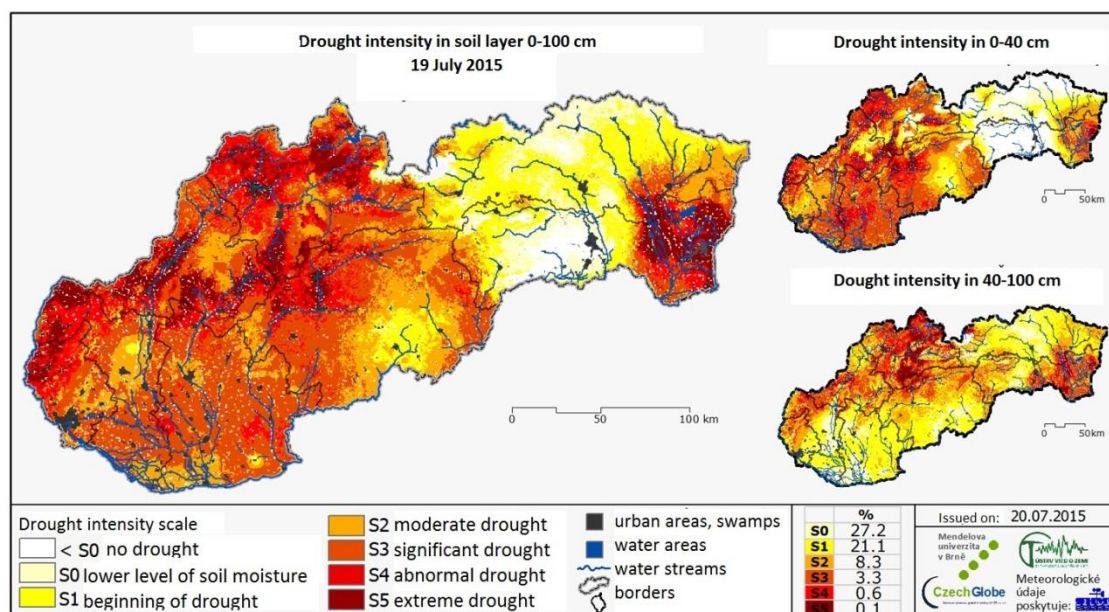 Drought intensity in soil layer 0-100 cm
19 July 2015
Drought intensity in 0-40 cm
0 50km
Dought intensity in 40-100 cm
0 50km
0 50 100 km
Drought intensity scale
< S0 no drought
S0 lower level of soil moisture
S1 beginning of drought
S2 moderate drought
S3 significant drought
S4 abnormal drought
S5 extreme drought
urban areas, swamps
water areas
water streams
borders
%
S0 27.2
S1 21.1
S2 8.3
S3 3.3
S4 0.6
S5 0.1
Issued on: 20.07.2015
Mendelova
univerzita
v Brně
CzechGlobe
Meteorologické
údaje
poskytuje: